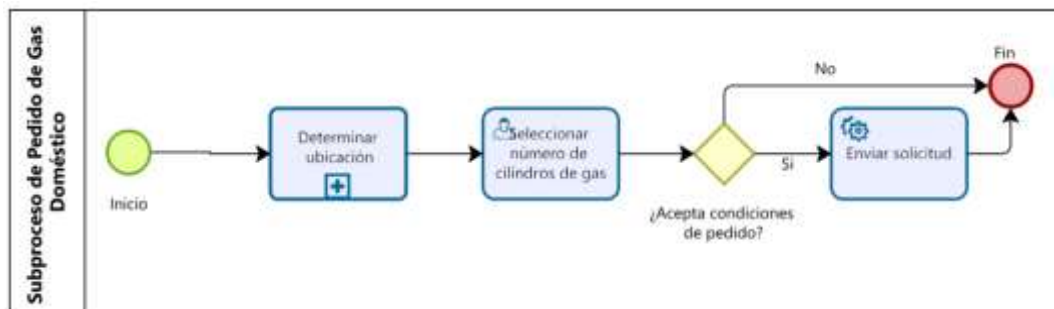 Subproceso de Pedido de Gas
Doméstico
Inicio
Determinar
ubicación
Seleccionar
número de
cilindros de gas
¿Acepta condiciones
de pedido?
No
Si
Enviar solicitud
Fin